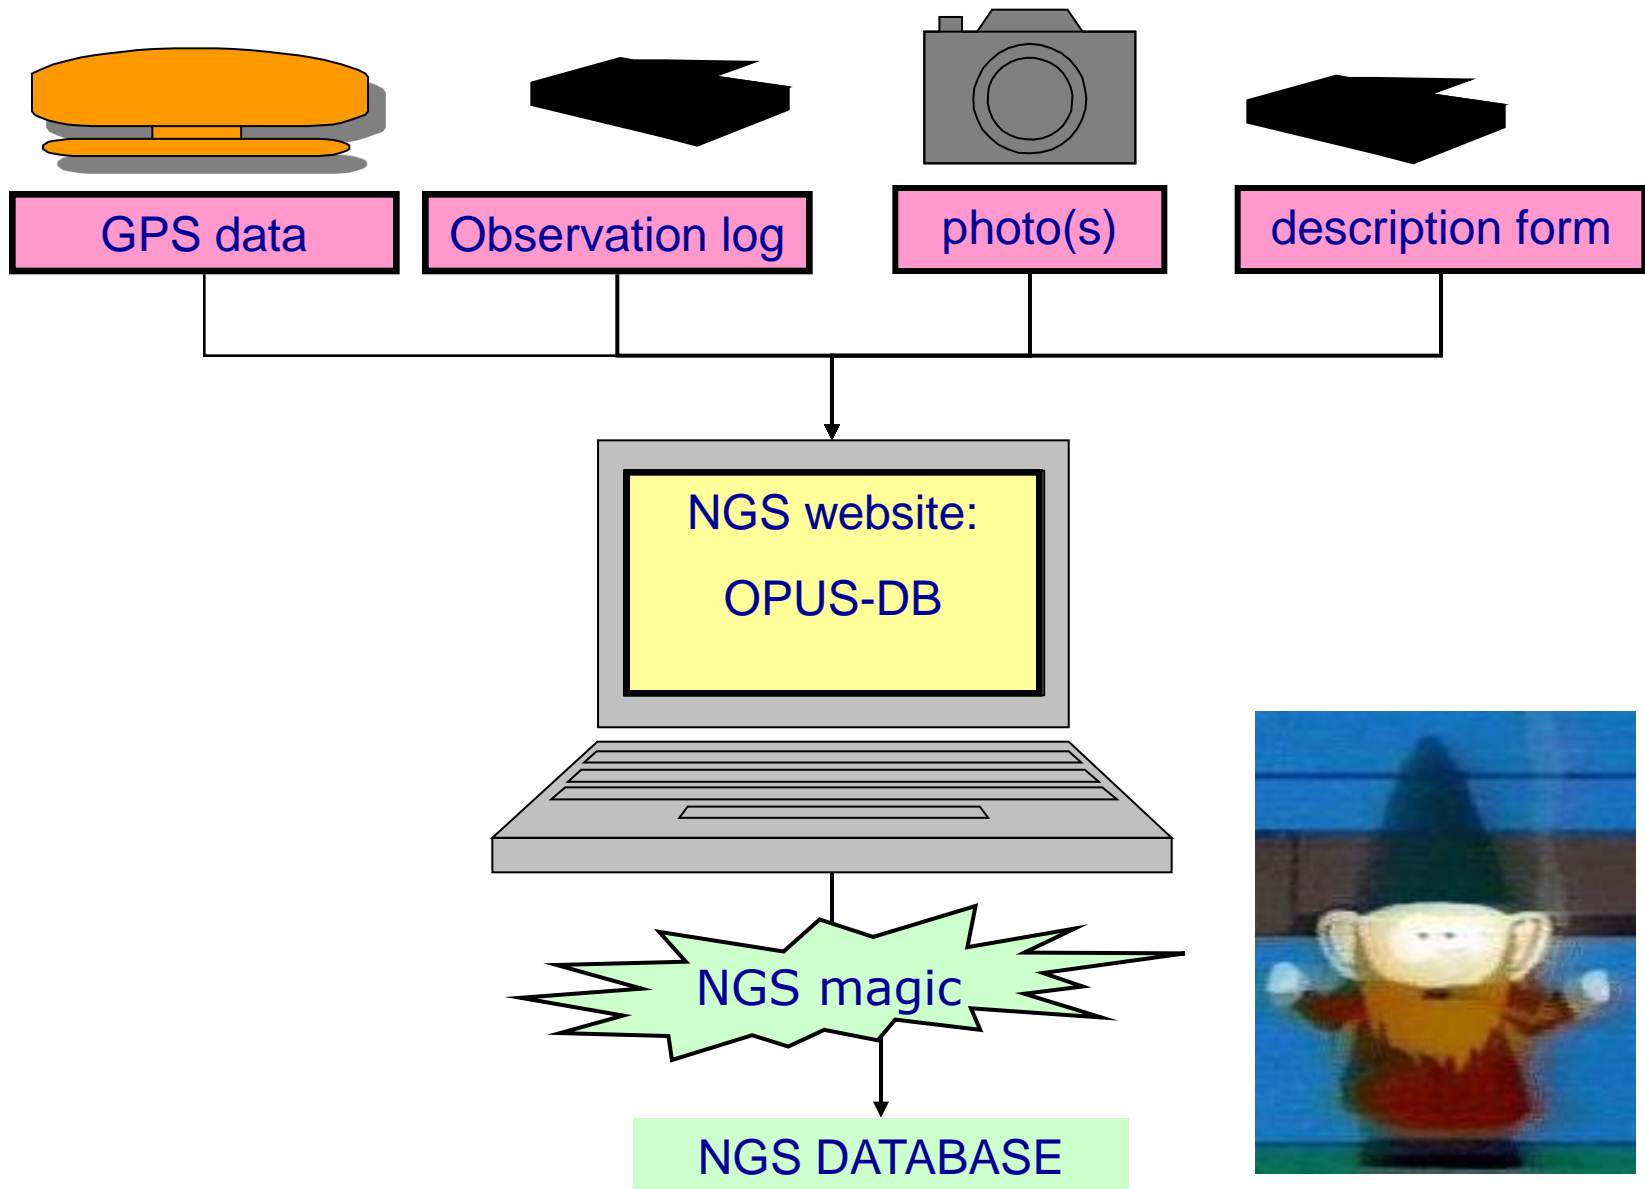 GPS data
Observation log
photo(s)
description form
NGS website:
OPUS-DB
NGS magic
NGS DATABASE